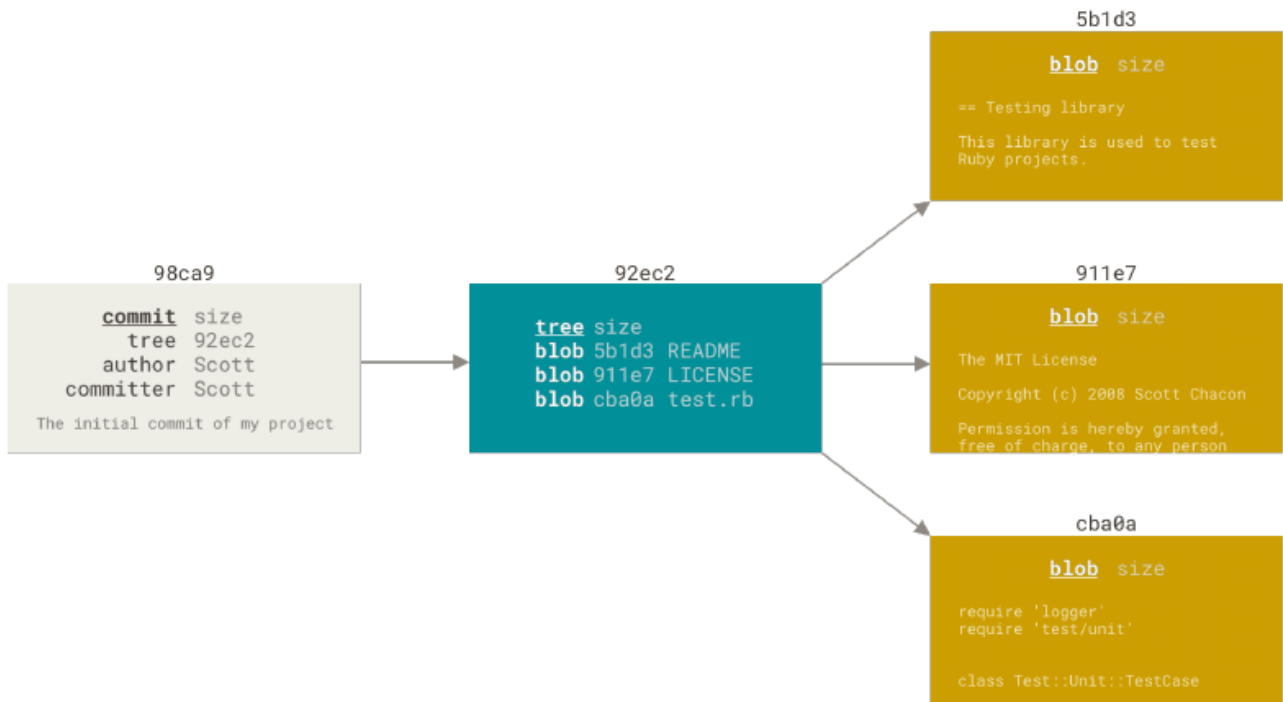 98ca9
commit size
tree 92ec2
author Scott
committer Scott
The initial commit of my project
92ec2
tree size
blob 5b1d3 README
blob 911e7 LICENSE
blob cba0a test.rb
5b1d3
blob size
== Testing library
This library is used to test
Ruby projects.
911e7
blob size
The MIT License
Copyright (c) 2008 Scott Chacon
Permission is hereby granted,
free of charge, to any person
cba0a
blob size
require 'logger'
require 'test/unit'
class Test::Unit::TestCase